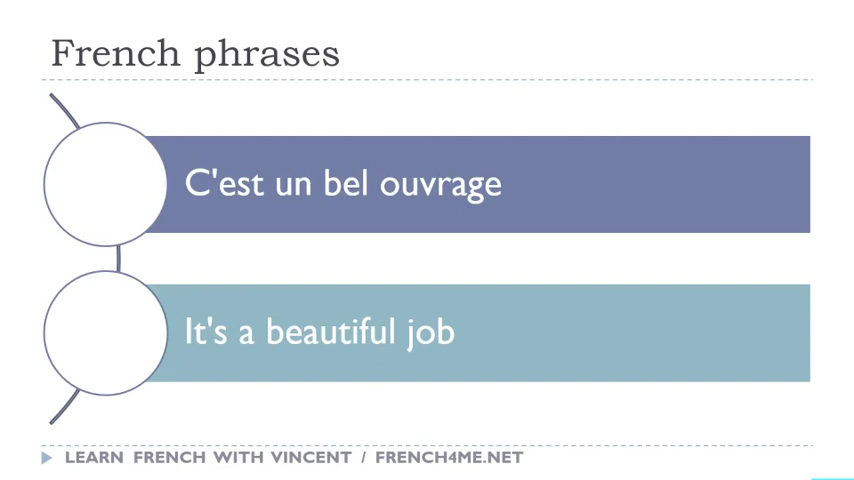 French phrases
C'est un bel ouvrage
It's a beautiful job
LEARN FRENCH WITH VINCENT / FRENCH4ME.NET